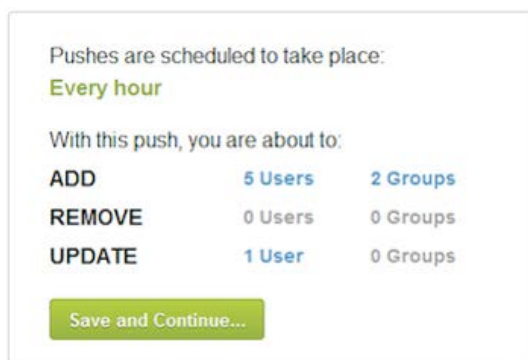 Pushes are scheduled to take place:
Every hour
With this push, you are about to:
ADD 5 Users 2 Groups
REMOVE 0 Users 0 Groups
UPDATE 1 User 0 Groups
Save and Continue...